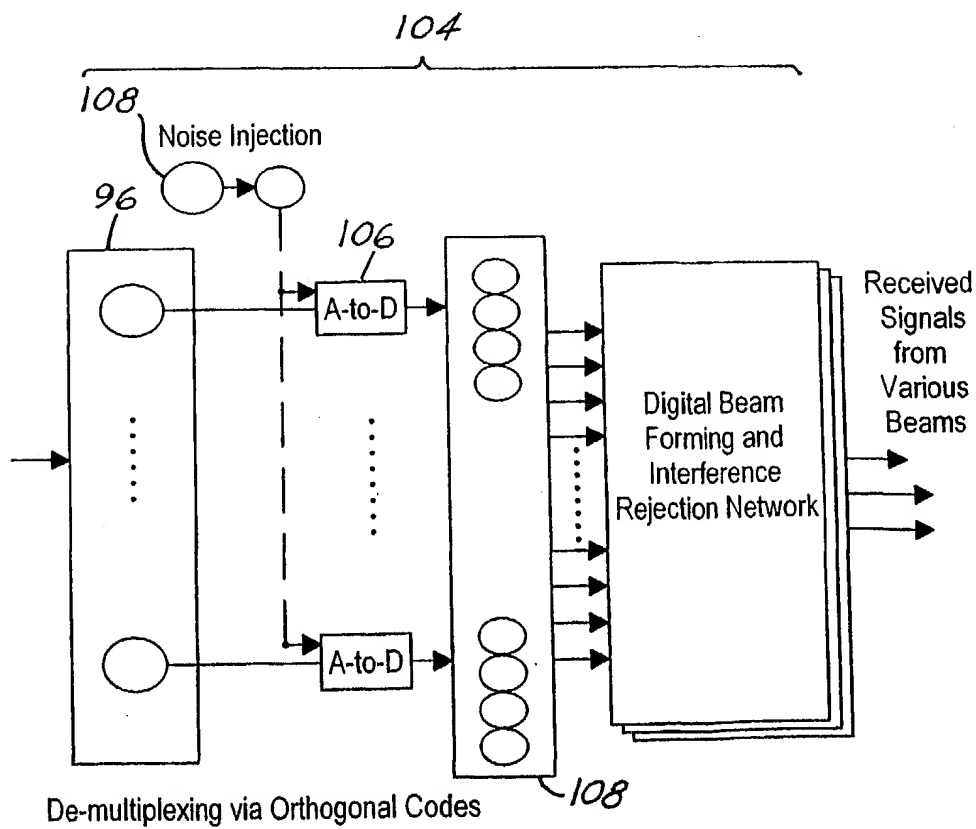 104
108
Noise Injection
96
106
A-to-D
Received
Signals
from
Various
Beams
Digital Beam
Forming and
Interference
Rejection Network
A-to-D
108
De-multiplexing via Orthogonal Codes